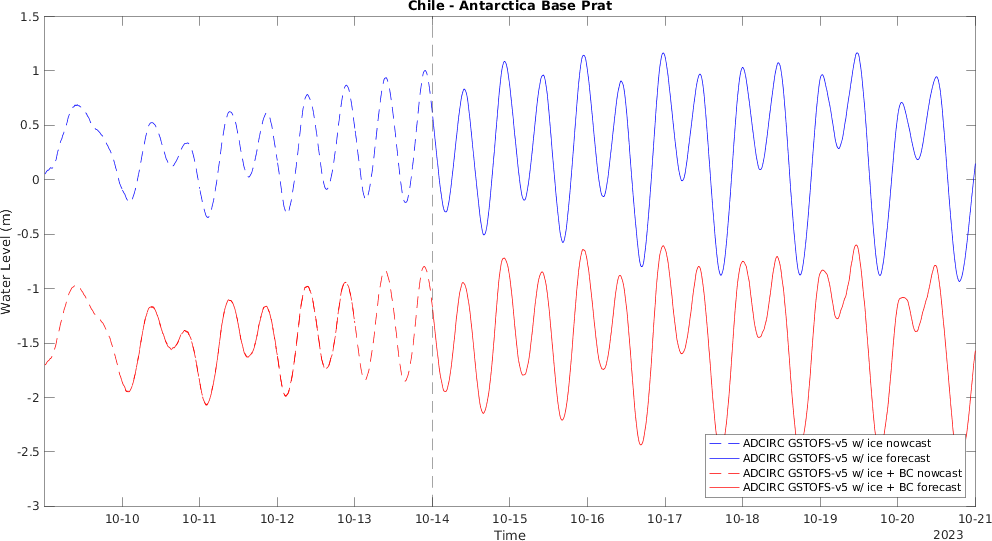 Chile - Antarctica Base Prat
Water Level (m)
1.5
1
0.5
0
-0.5
-1
-1.5
-2
-2.5
-3
ADCIRC GSTOFS-v5 w/ ice nowcast
ADCIRC GSTOFS-v5 w/ ice forecast
ADCIRC GSTOFS-v5 w/ ice + BC nowcast
ADCIRC GSTOFS-v5 w/ ice + BC forecast
10-10 10-11 10-12 10-13 10-14 10-15 10-16 10-17 10-18 10-19 10-20 10-21
Time
2023